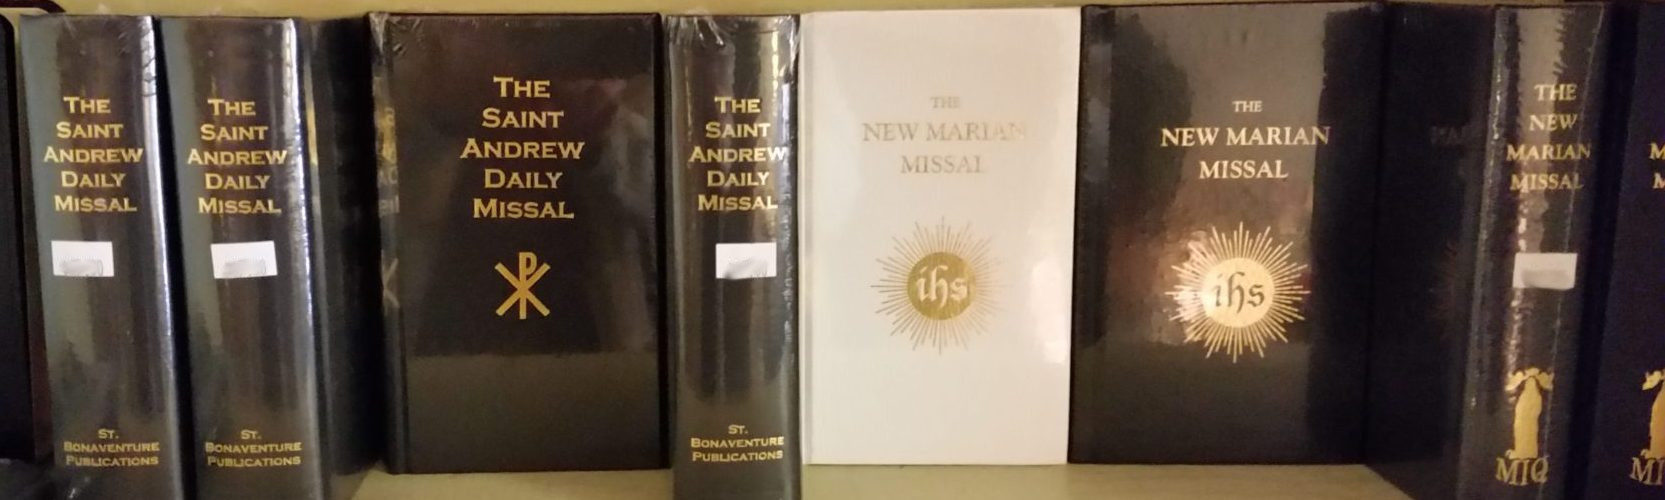 THE
SAINT
ANDREW
DAILY
MISSAL
ST.
BONAVENTURE
PUBLICATIONS
THE
SAINT
ANDREW
DAILY
MISSAL
ST.
BONAVENTURE
PUBLICATIONS
THE
SAINT
ANDREW
DAILY
MISSAL
THE
SAINT
ANDREW
DAILY
MISSAL
ST.
BONAVENTURE
PUBLICATIONS
THE
NEW MARIAN
MISSAL
ihs
THE
NEW MARIAN
MISSAL
ihs
THE
NEW
MARIAN
MISSAL
MIQ